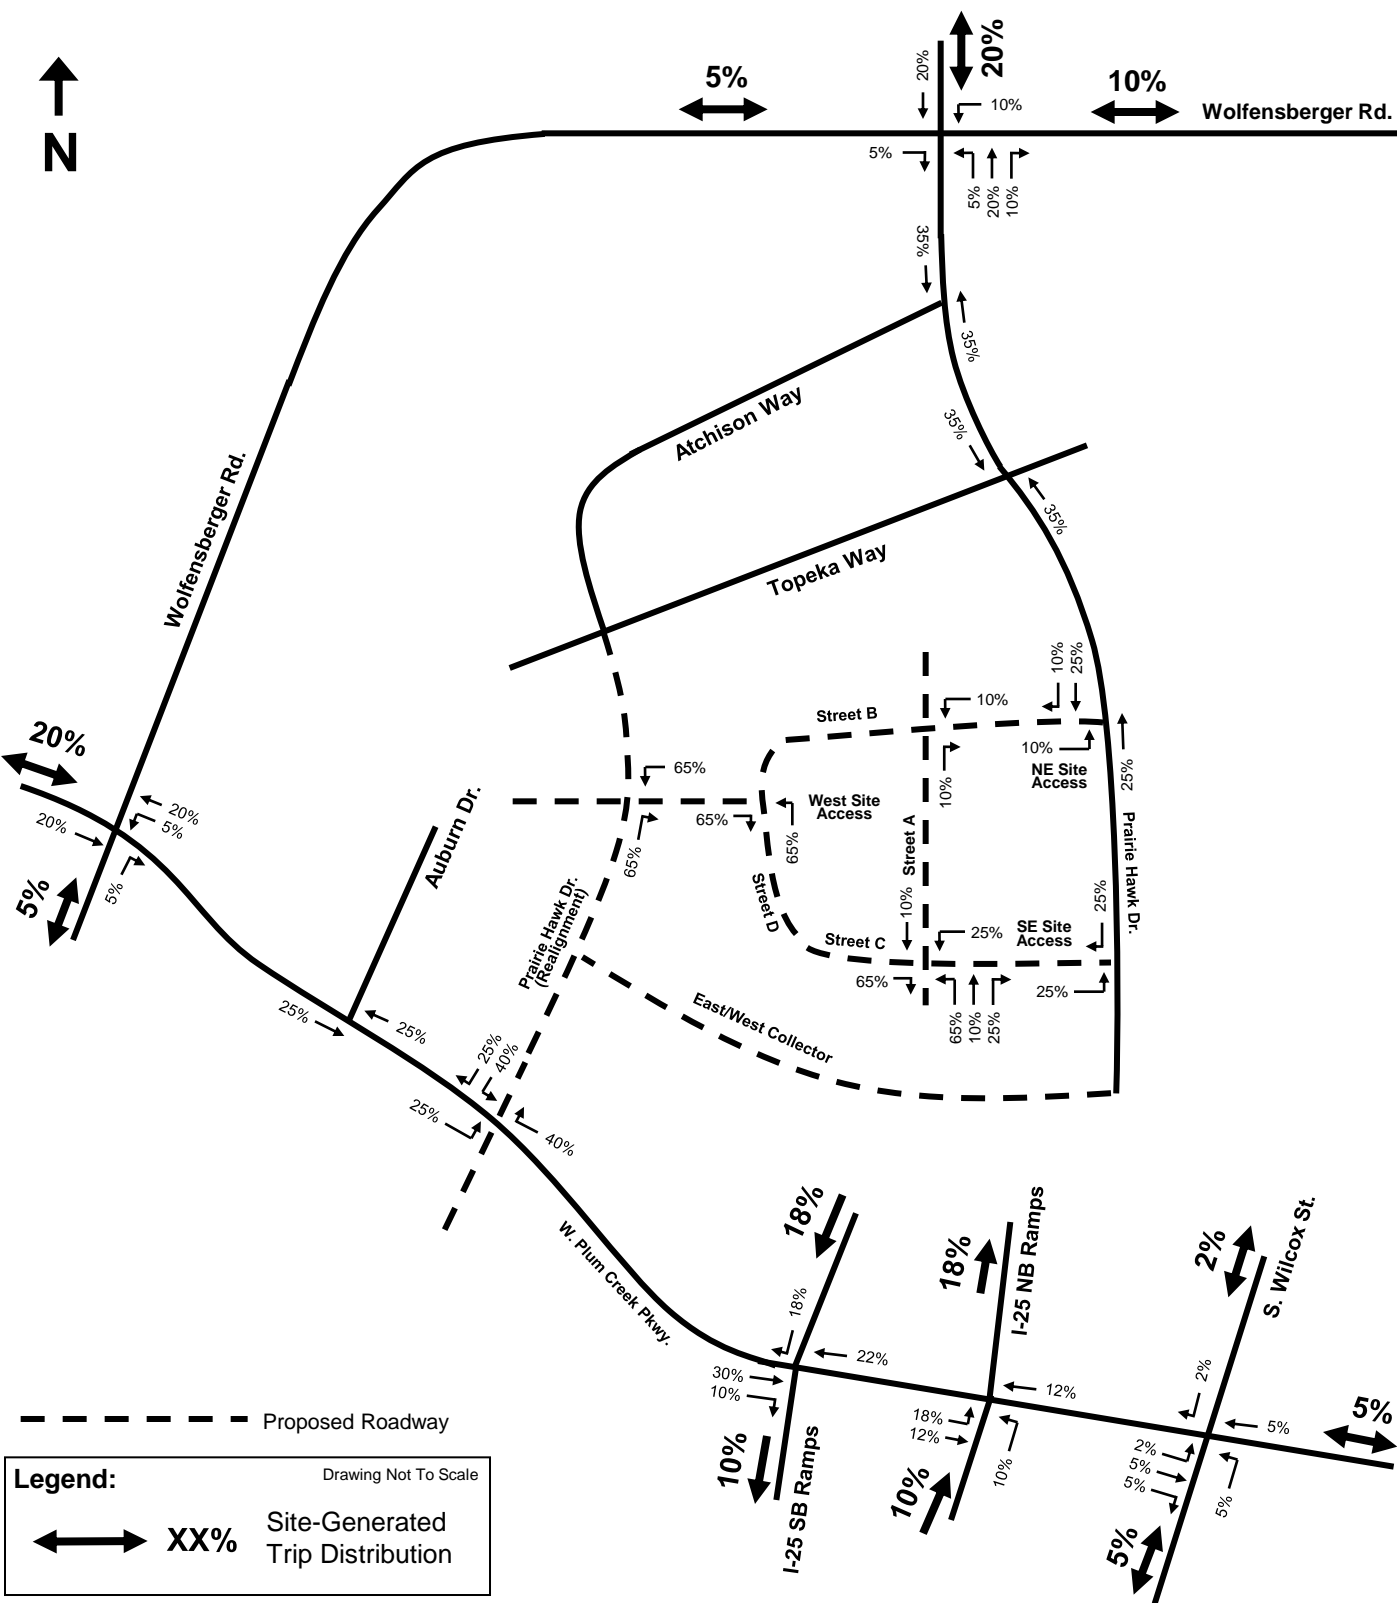 20%
20%
5%
10%
10%
Wolfensberger Rd.
N
5%
5%
20%
10%
35%
35%
Atchison Way
35%
35%
Wolfensberger Rd.
Topeka Way
10%
25%
10%
Street B
10%
NE Site
Access
10%
25%
20%
65%
West Site
Access
65%
65%
65%
20%
5%
20%
5%
5%
Auburn Dr.
Street A
Prairie Hawk Dr.
Street D
10%
25%
25%
SE Site
Access
Street C
65%
25%
65%
10%
25%
Prairie Hawk Dr.
(Realignment)
East/West Collector
25%
25%
25%
40%
25%
40%
W. Plum Creek Pkwy.
18%
18%
I-25 NB Ramps
2%
S. Wilcox St.
18%
22%
30%
10%
12%
18%
12%
10%
2%
5%
2%
5%
5%
5%
5%
10%
I-25 SB Ramps
10%
5%
Proposed Roadway
Legend:
Drawing Not To Scale
XX%
Site-Generated
Trip Distribution